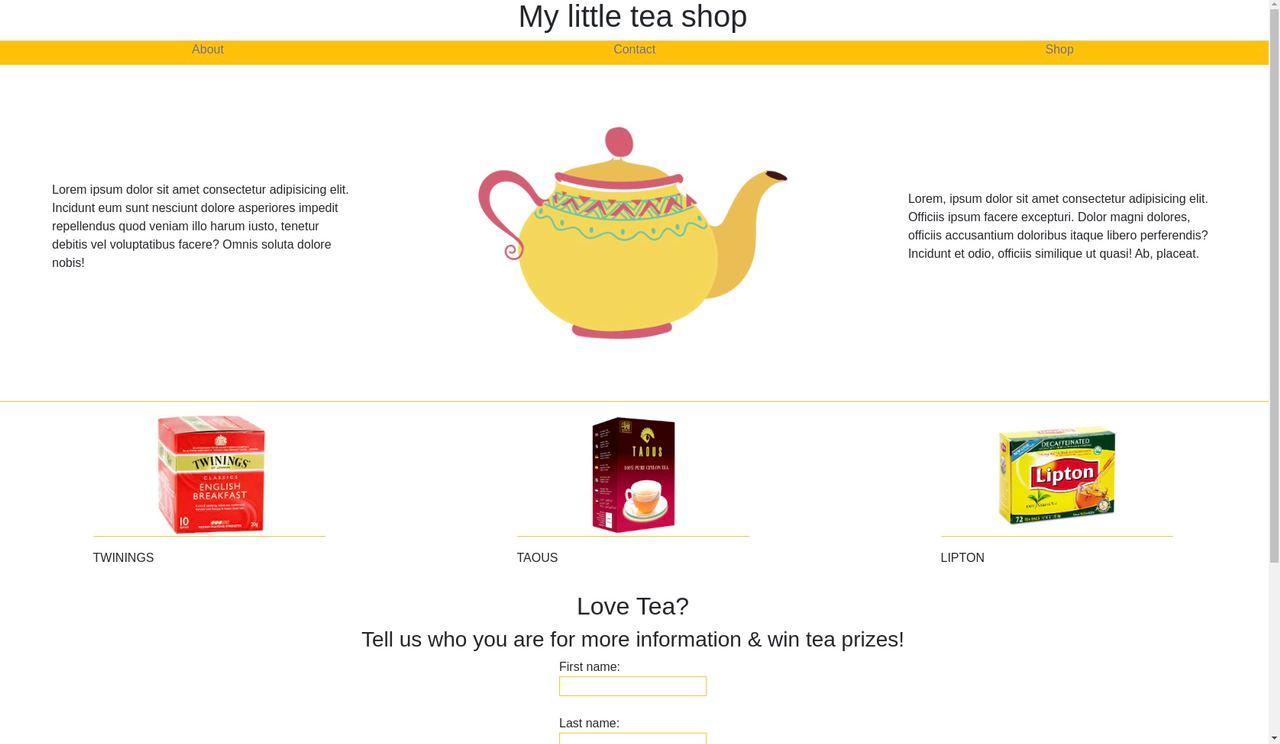 My little tea shop
About
Contact
Shop
Lorem ipsum dolor sit amet consectetur adipisicing elit.
Incidunt eum sunt nesciunt dolore asperiores impedit
repellendus quod veniam illo harum iusto, tenetur
debitis vel voluptatibus facere? Omnis soluta dolore
nobis!
Lorem, ipsum dolor sit amet consectetur adipisicing elit.
Officiis ipsum facere excepturi. Dolor magni dolores,
officiis accusantium doloribus itaque libero perferendis?
Incidunt et odio, officiis similique ut quasi! Ab, placeat.
TWININGS
OF LONDON
CLASSICS
ENGLISH
BREAKFAST
10
TAOUS
100% PURE CEYLON TEA
DECAFFEINATED
Lipton
72
TWININGS
TAOUS
LIPTON
Love Tea?
Tell us who you are for more information & win tea prizes!
First name:
Last name: